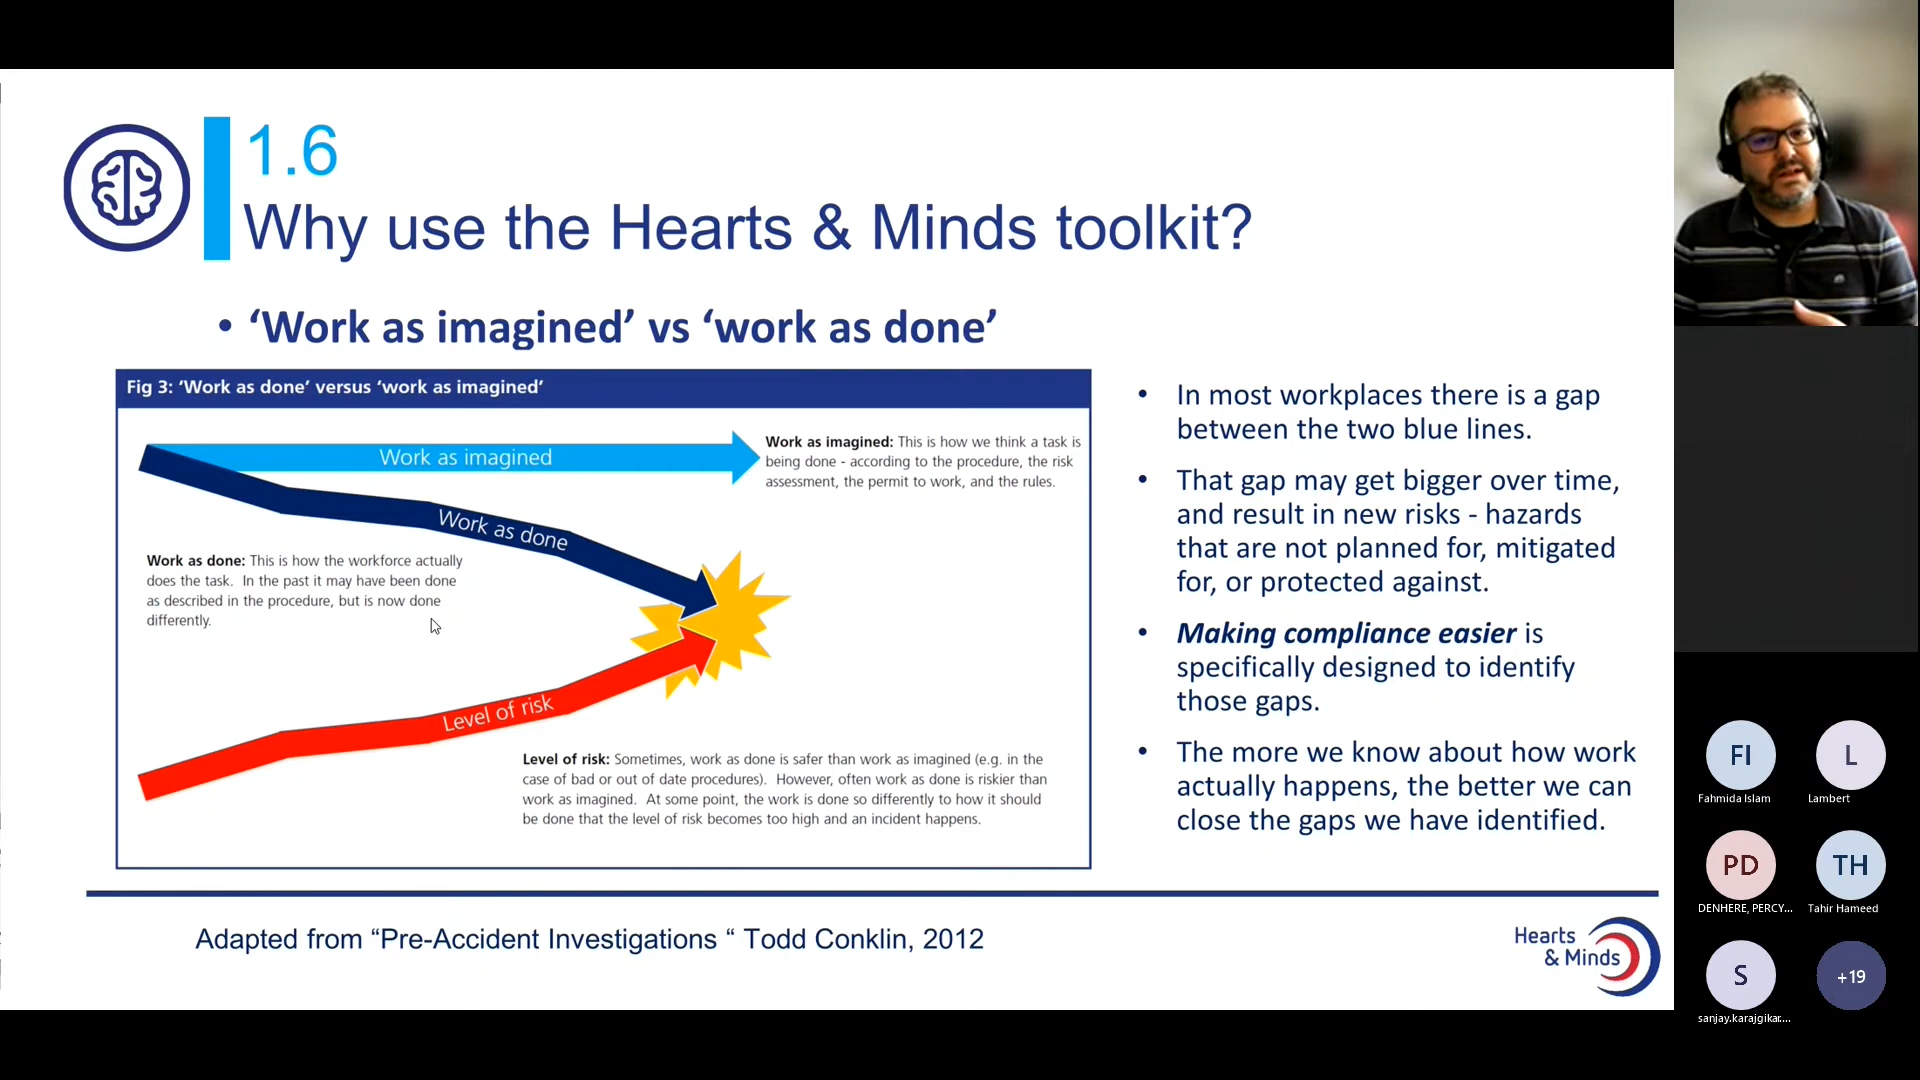 1.6
Why use the Hearts & Minds toolkit?
• ‘Work as imagined’ vs ‘work as done’
Fig 3: ‘Work as done’ versus ‘work as imagined’
Work as imagined
Work as imagined: This is how we think a task is
being done - according to the procedure, the risk
assessment, the permit to work, and the rules.
Work as done
Work as done: This is how the workforce actually
does the task. In the past it may have been done
as described in the procedure, but is now done
differently.
Level of risk
Level of risk: Sometimes, work as done is safer than work as imagined (e.g. in the
case of bad or out of date procedures). However, often work as done is riskier than
work as imagined. At some point, the work is done so differently to how it should
be done that the level of risk becomes too high and an incident happens.
• In most workplaces there is a gap
between the two blue lines.
• That gap may get bigger over time,
and result in new risks - hazards
that are not planned for, mitigated
for, or protected against.
• Making compliance easier is
specifically designed to identify
those gaps.
• The more we know about how work
actually happens, the better we can
close the gaps we have identified.
Adapted from “Pre-Accident Investigations “ Todd Conklin, 2012
Hearts
& Minds
FI
Fahmida Islam
L
Lambert
PD
DENHERE, PERCY...
TH
Tahir Hameed
S
sanjay.karajgikar....
+19